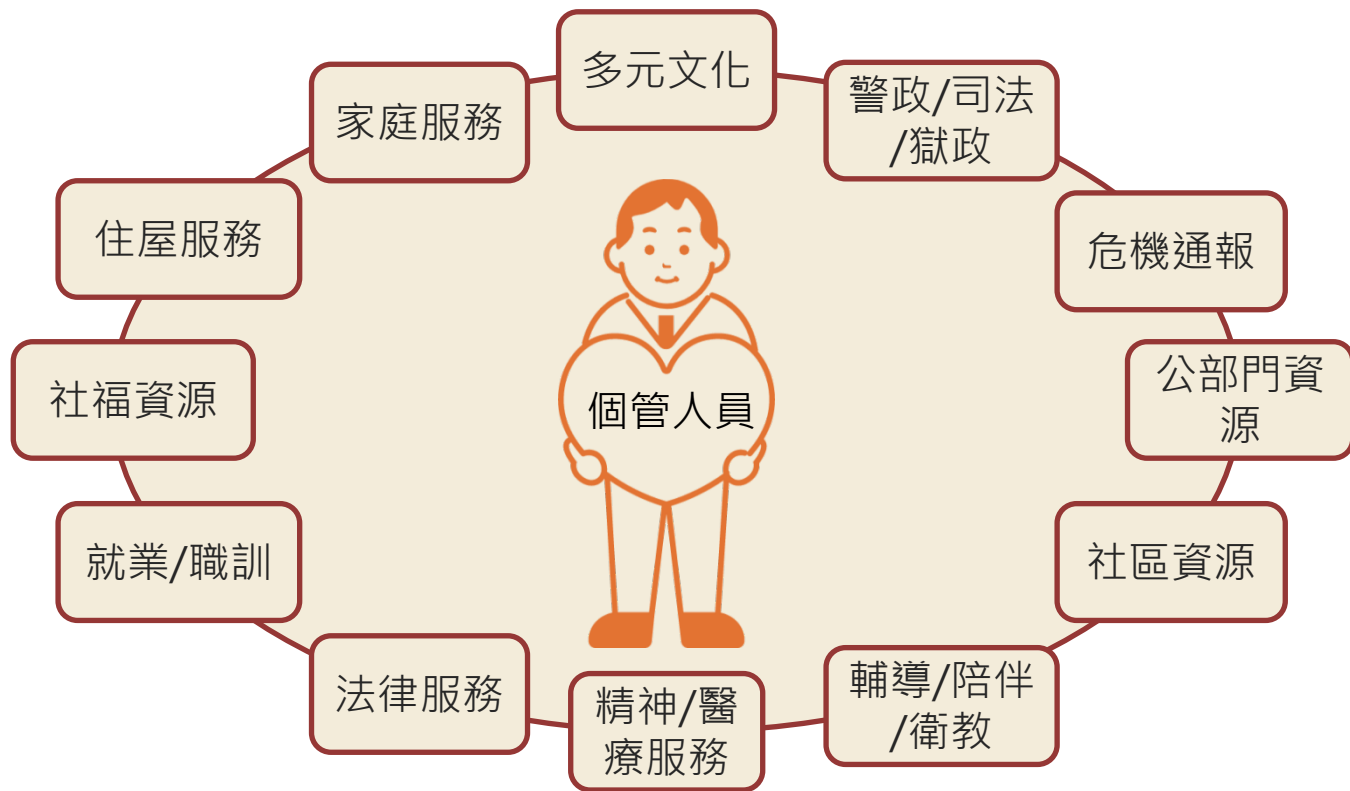 多元文化
警政/司法
/獄政
危機通報
公部門資
源
社區資源
輔導/陪伴
/衛教
精神/醫
療服務
法律服務
就業/職訓
社福資源
住屋服務
家庭服務
個管人員